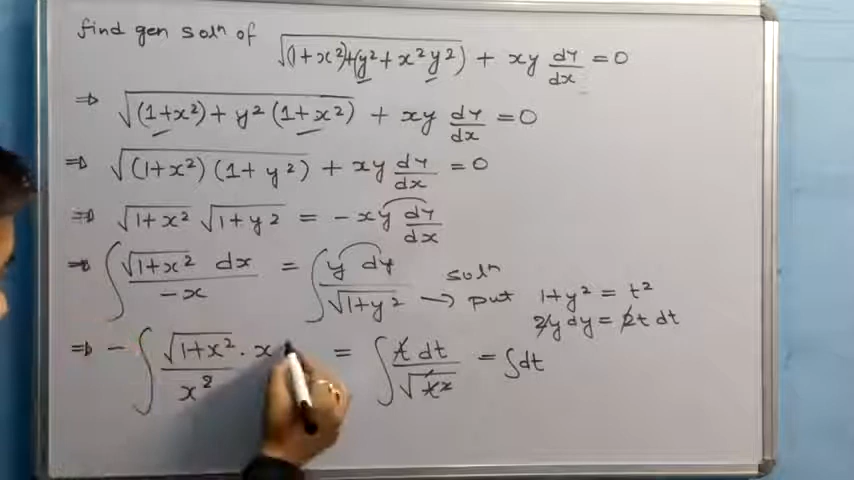 find gen solⁿ of √(1+x²)+(y²+x²y²) + xy dy/dx = 0
⇒ √(1+x²)+y²(1+x²) + xy dy/dx = 0
⇒ √(1+x²)(1+y²) + xy dy/dx = 0
⇒ √1+x² √1+y² = -xy dy/dx
⇒ ∫ √1+x² dx / -x = ∫ y dy / √1+y² → solⁿ put 1+y² = t²
2y dy = 2t dt
⇒ - ∫ √1+x² · x / x² = ∫ t dt / √t² = ∫dt